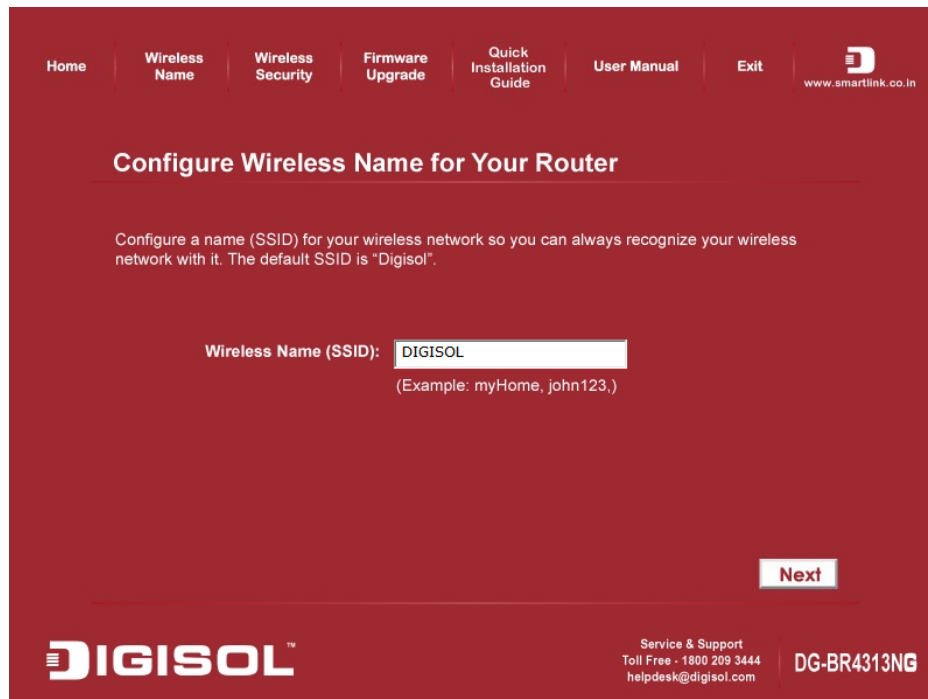 Home
Wireless Name
Wireless Security
Firmware Upgrade
Quick Installation Guide
User Manual
Exit
www.smartlink.co.in
Configure Wireless Name for Your Router
Configure a name (SSID) for your wireless network so you can always recognize your wireless
network with it. The default SSID is “Digisol”.
Wireless Name (SSID): DIGISOL
(Example: myHome, john123,)
Next
DIGISOL™
Service & Support
Toll Free - 1800 209 3444
helpdesk@digisol.com
DG-BR4313NG